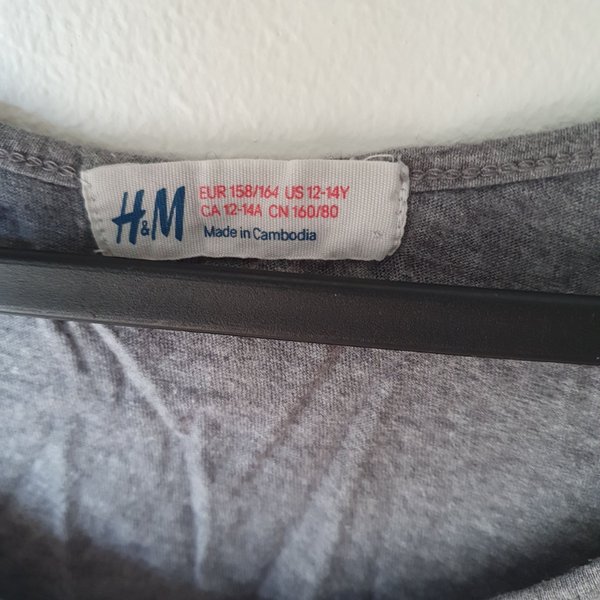 H&M
EUR 158/164 US 12-14Y
CA 12-14A CN 160/80
Made in Cambodia